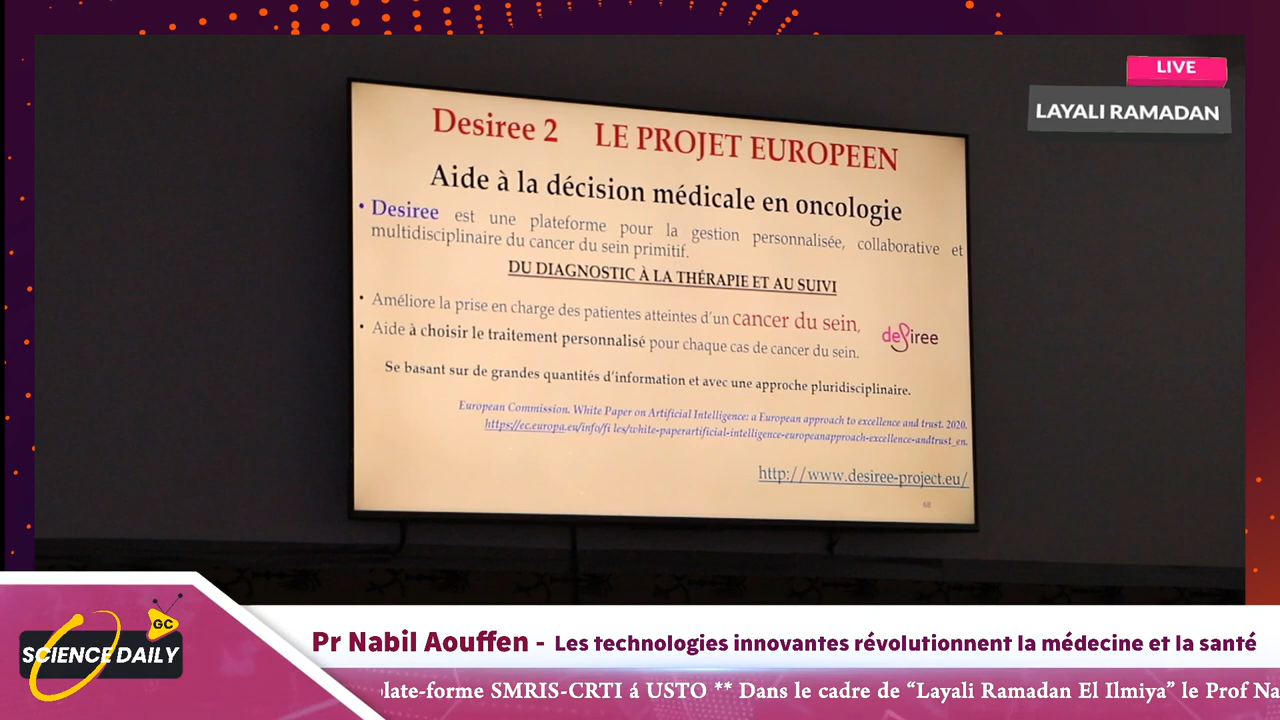 LIVE
LAYALI RAMADAN
Desiree 2 LE PROJET EUROPEEN
Aide à la décision médicale en oncologie
• Desiree est une plateforme pour la gestion personnalisée, collaborative et
multidisciplinaire du cancer du sein primitif.
DU DIAGNOSTIC À LA THÉRAPIE ET AU SUIVI
• Améliore la prise en charge des patientes atteintes d'un cancer du sein,
• Aide à choisir le traitement personnalisé pour chaque cas de cancer du sein.
desiree
Se basant sur de grandes quantités d'information et avec une approche pluridisciplinaire.
European Commission. White Paper on Artificial Intelligence: a European approach to excellence and trust. 2020.
https://ec.europa.eu/info/fi les/white-paperartificial-intelligence-europeanapproach-excellence-andtrust_en.
http://www.desiree-project.eu/
68
GC
SCIENCE DAILY
Pr Nabil Aouffen - Les technologies innovantes révolutionnent la médecine et la santé
plate-forme SMRIS-CRTI á USTO ** Dans le cadre de “Layali Ramadan El Ilmiya” le Prof Na